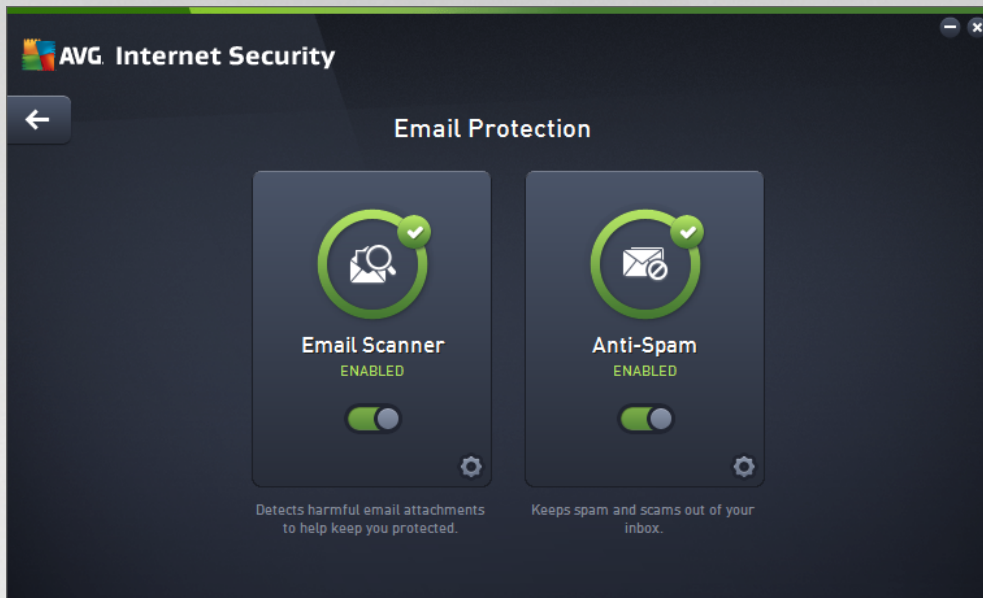 AVG. Internet Security
Email Protection
Email Scanner
ENABLED
Detects harmful email attachments
to help keep you protected.
Anti-Spam
ENABLED
Keeps spam and scams out of your
inbox.